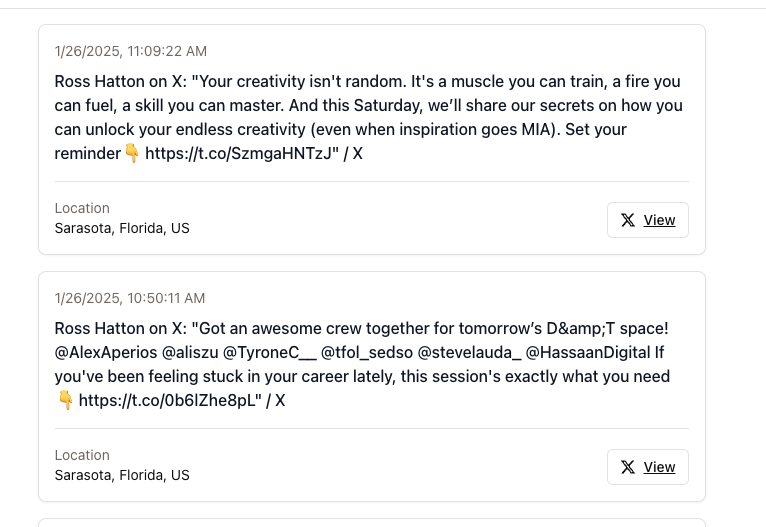 1/26/2025, 11:09:22 AM
Ross Hatton on X: "Your creativity isn't random. It's a muscle you can train, a fire you
can fuel, a skill you can master. And this Saturday, we’ll share our secrets on how you
can unlock your endless creativity (even when inspiration goes MIA). Set your
reminder👇 https://t.co/SzmgaHNTzJ" / X
Location
Sarasota, Florida, US
View
1/26/2025, 10:50:11 AM
Ross Hatton on X: "Got an awesome crew together for tomorrow’s D&amp;T space!
@AlexAperios @aliszu @TyroneC__ @tfol_sedso @stevelauda_ @HassaanDigital If
you've been feeling stuck in your career lately, this session's exactly what you need
👇 https://t.co/0b6lZhe8pL" / X
Location
Sarasota, Florida, US
View